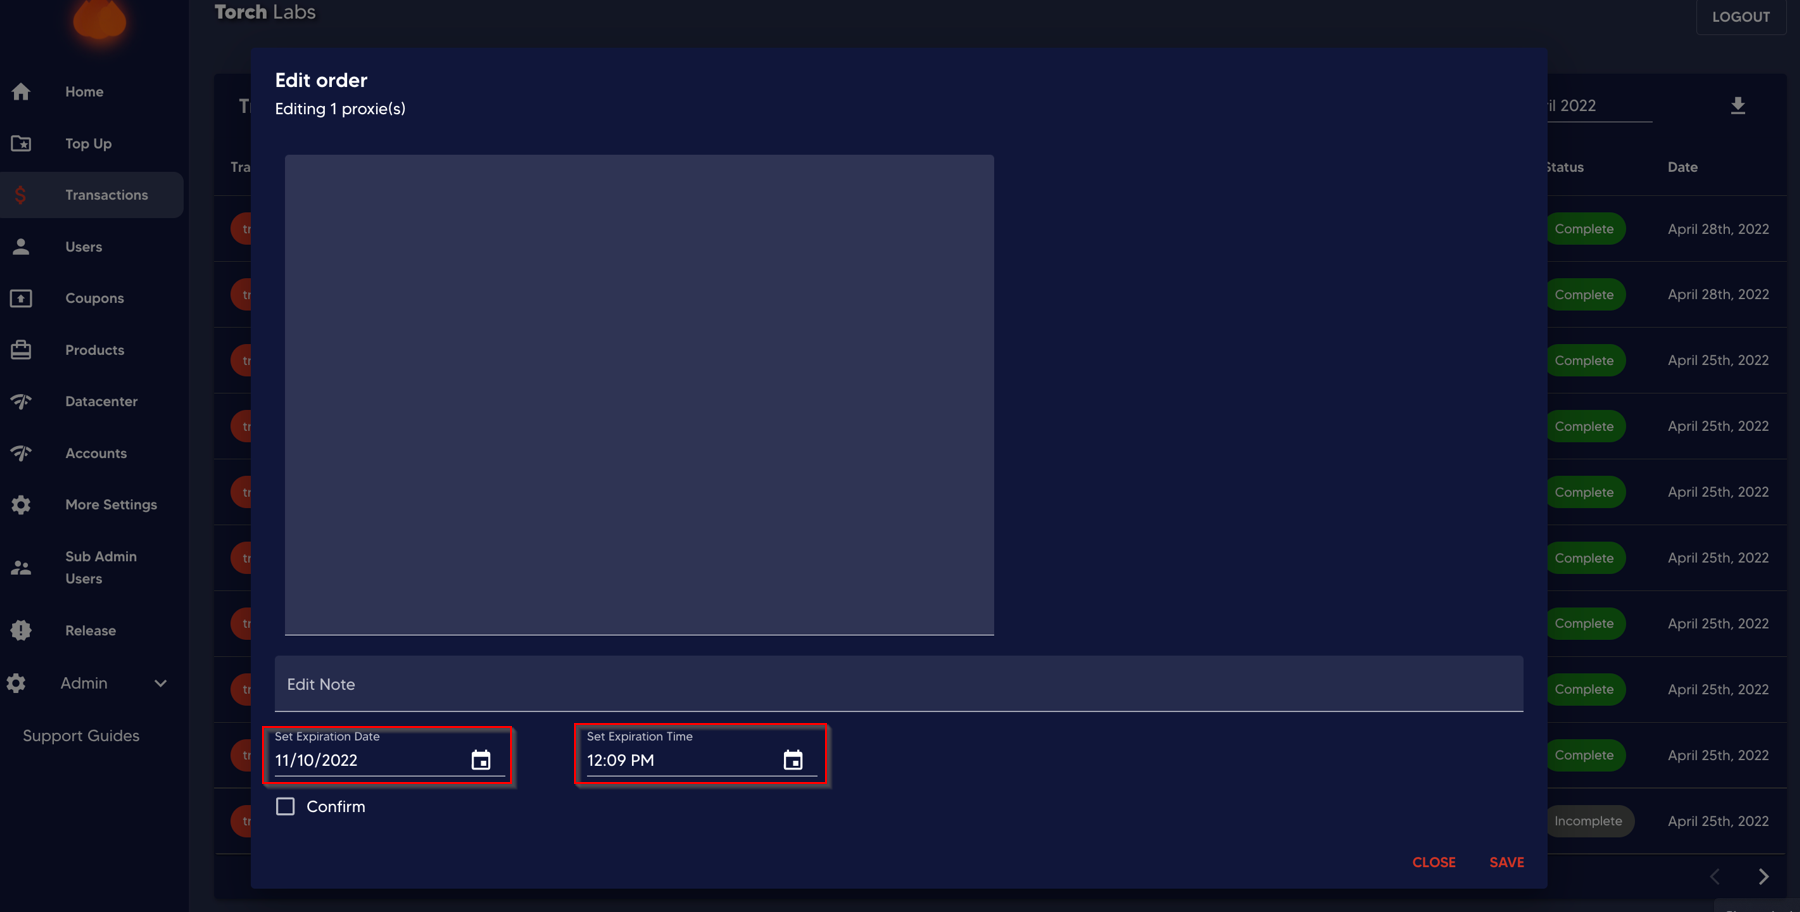 Torch Labs
LOGOUT
Home
Top Up
Transactions
Users
Coupons
Products
Datacenter
Accounts
More Settings
Sub Admin
Users
Release
Admin
Support Guides
Edit order
Editing 1 proxie(s)
Edit Note
Set Expiration Date
11/10/2022
Set Expiration Time
12:09 PM
Confirm
CLOSE
SAVE
2022
Status
Date
Complete
April 28th, 2022
Complete
April 28th, 2022
Complete
April 25th, 2022
Complete
April 25th, 2022
Complete
April 25th, 2022
Complete
April 25th, 2022
Complete
April 25th, 2022
Complete
April 25th, 2022
Complete
April 25th, 2022
Incomplete
April 25th, 2022